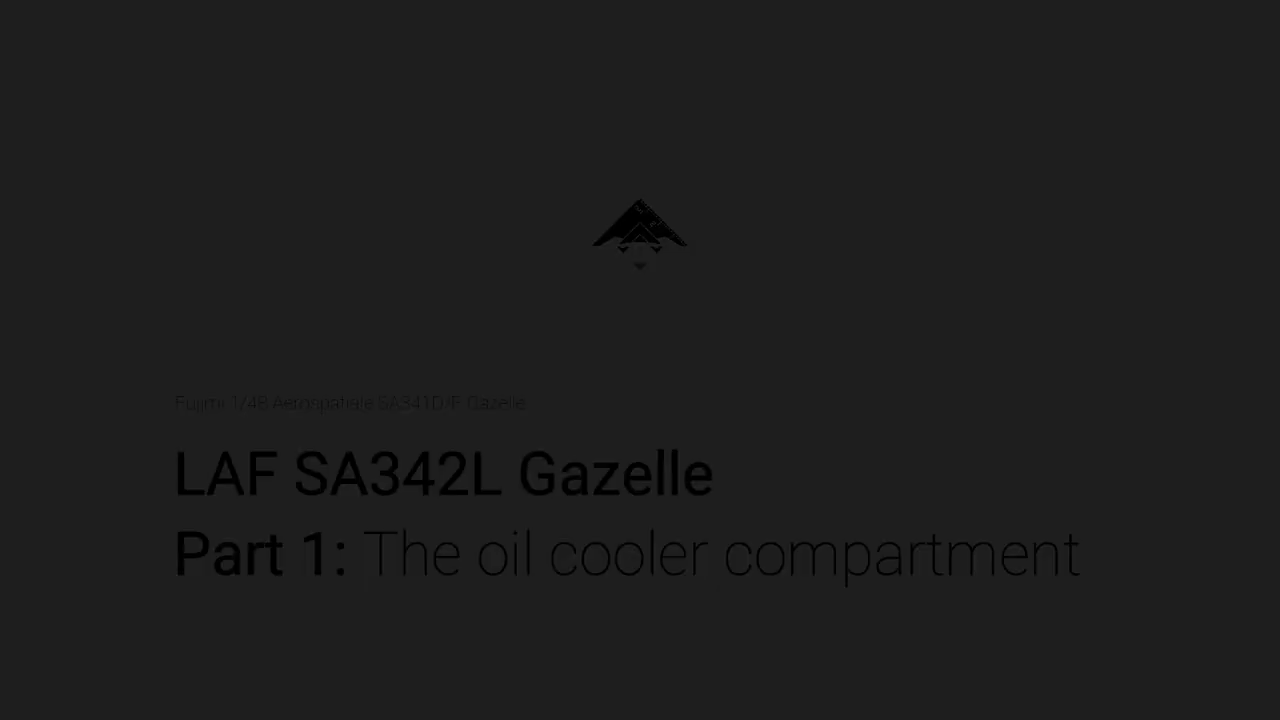 Fujimi 1/48 Aerospatiale SA341D/F Gazelle
LAF SA342L Gazelle
Part 1: The oil cooler compartment